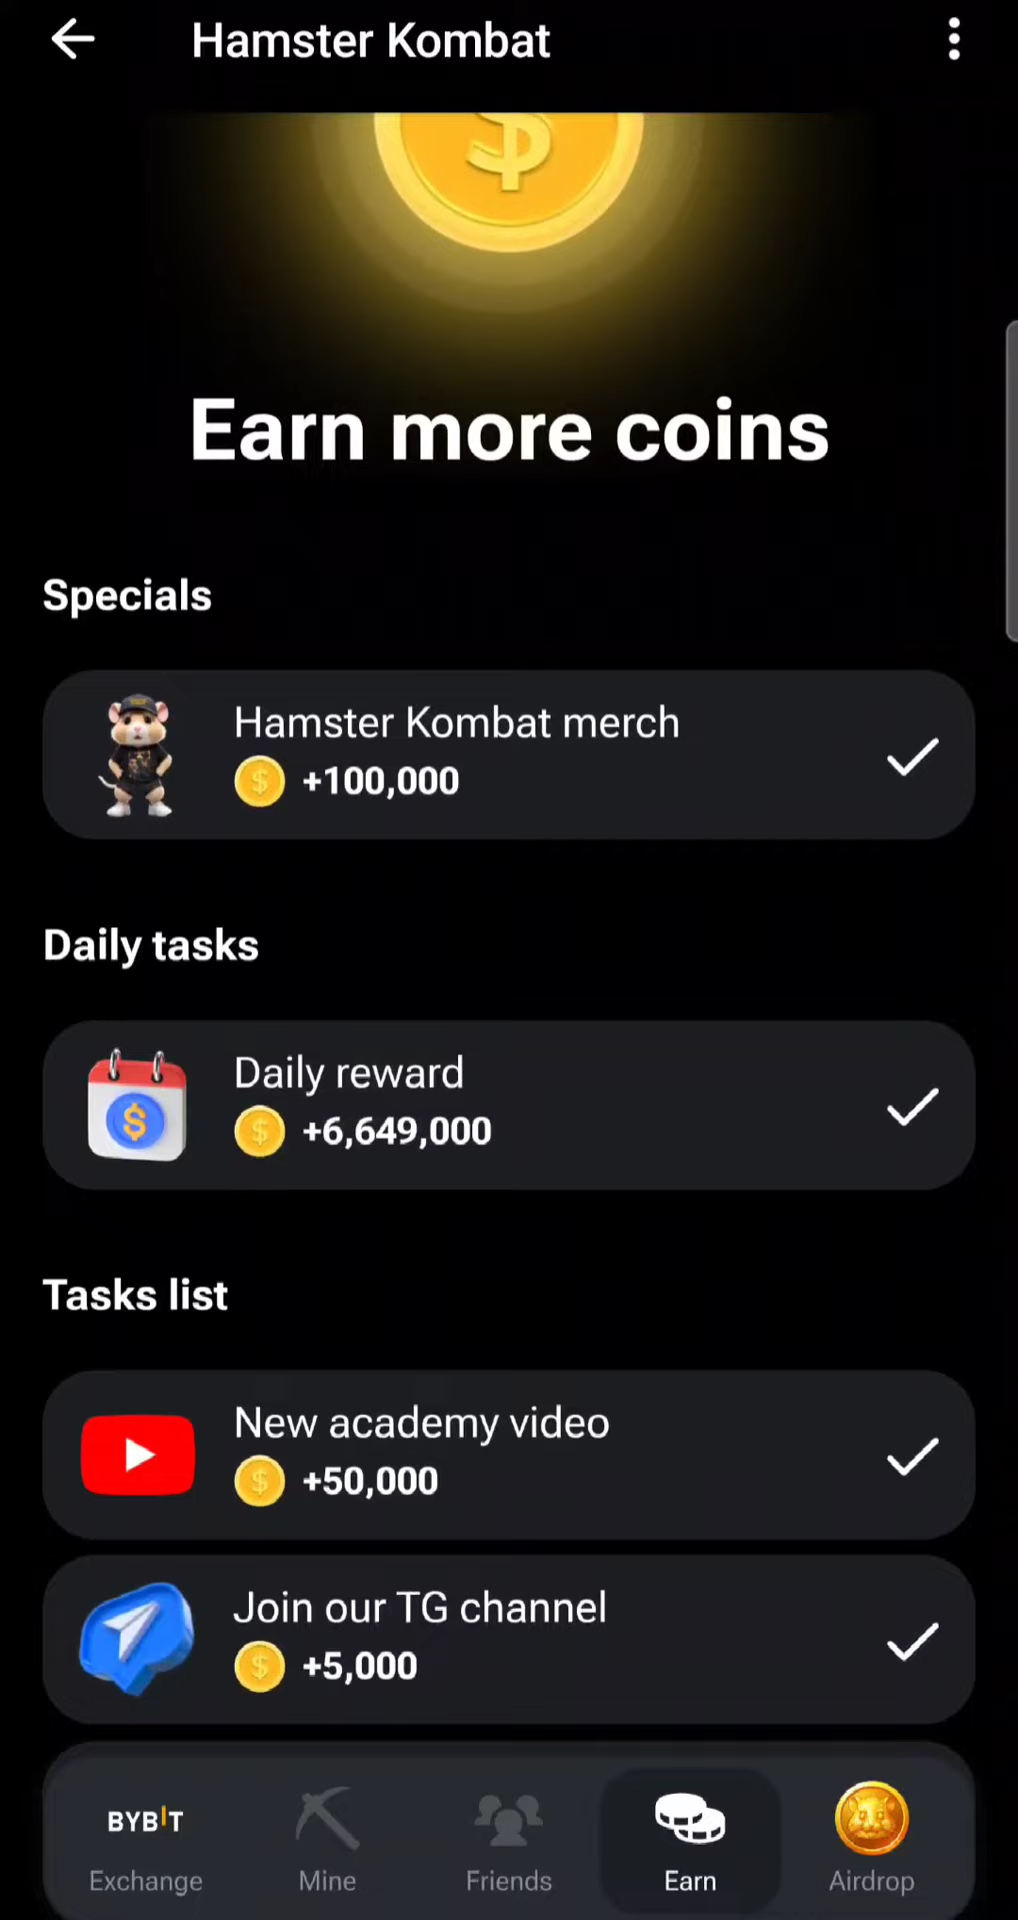 Hamster Kombat
Earn more coins
Specials
Hamster Kombat merch
+100,000
Daily tasks
Daily reward
+6,649,000
Tasks list
New academy video
+50,000
Join our TG channel
+5,000
BYBIT
Exchange
Mine
Friends
Earn
Airdrop